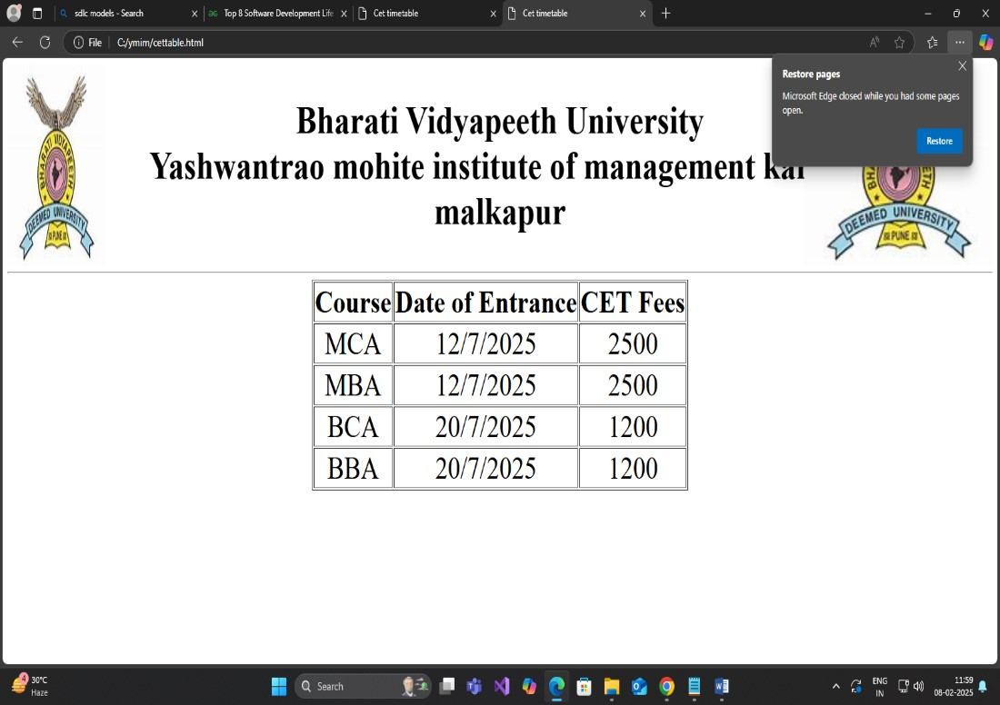 sdlc models - Search
Top 8 Software Development Life
Cet timetable
Cet timetable
File
C:/ymim/cettable.html
Restore pages
Microsoft Edge closed while you had some pages
open.
Restore
Bharati Vidyapeeth University
Yashwantrao mohite institute of management
malkapur
BHARATI VIDYAPEETH
DEEMED UNIVERSITY
PUNE
DEEMED UNIVERSITY
PUNE
Course Date of Entrance CET Fees
MCA 12/7/2025 2500
MBA 12/7/2025 2500
BCA 20/7/2025 1200
BBA 20/7/2025 1200
4
30°C
Haze
Search
ENG
IN
11:59
08-02-2025